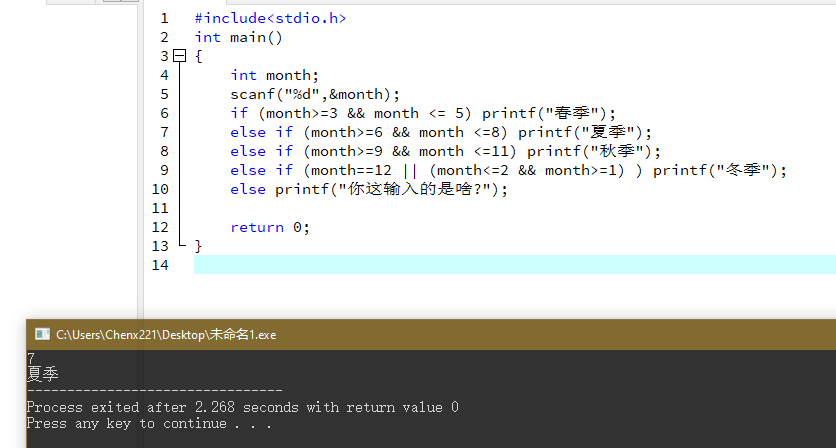 1 #include<stdio.h>
2 int main()
3 {
4 int month;
5 scanf("%d",&month);
6 if (month>=3 && month <= 5) printf("春季");
7 else if (month>=6 && month <=8) printf("夏季");
8 else if (month>=9 && month <=11) printf("秋季");
9 else if (month==12 || (month<=2 && month>=1) ) printf("冬季");
10 else printf("你这输入的是啥?");
11
12 return 0;
13 }
14
C:\Users\Chenx221\Desktop\未命名1.exe
7
夏季
--------------------------------
Process exited after 2.268 seconds with return value 0
Press any key to continue . . .